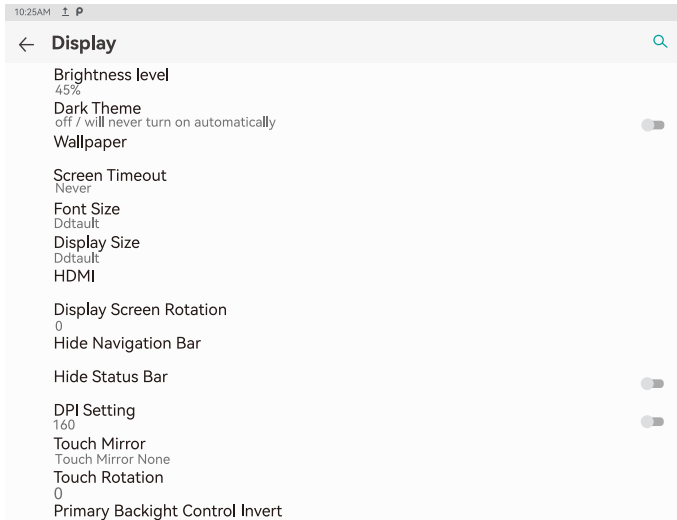 10:25AM
Display
Brightness level
45%
Dark Theme
off / will never turn on automatically
Wallpaper
Screen Timeout
Never
Font Size
Ddtault
Display Size
Ddtault
HDMI
Display Screen Rotation
0
Hide Navigation Bar
Hide Status Bar
DPI Setting
160
Touch Mirror
Touch Mirror None
Touch Rotation
0
Primary Backight Control Invert